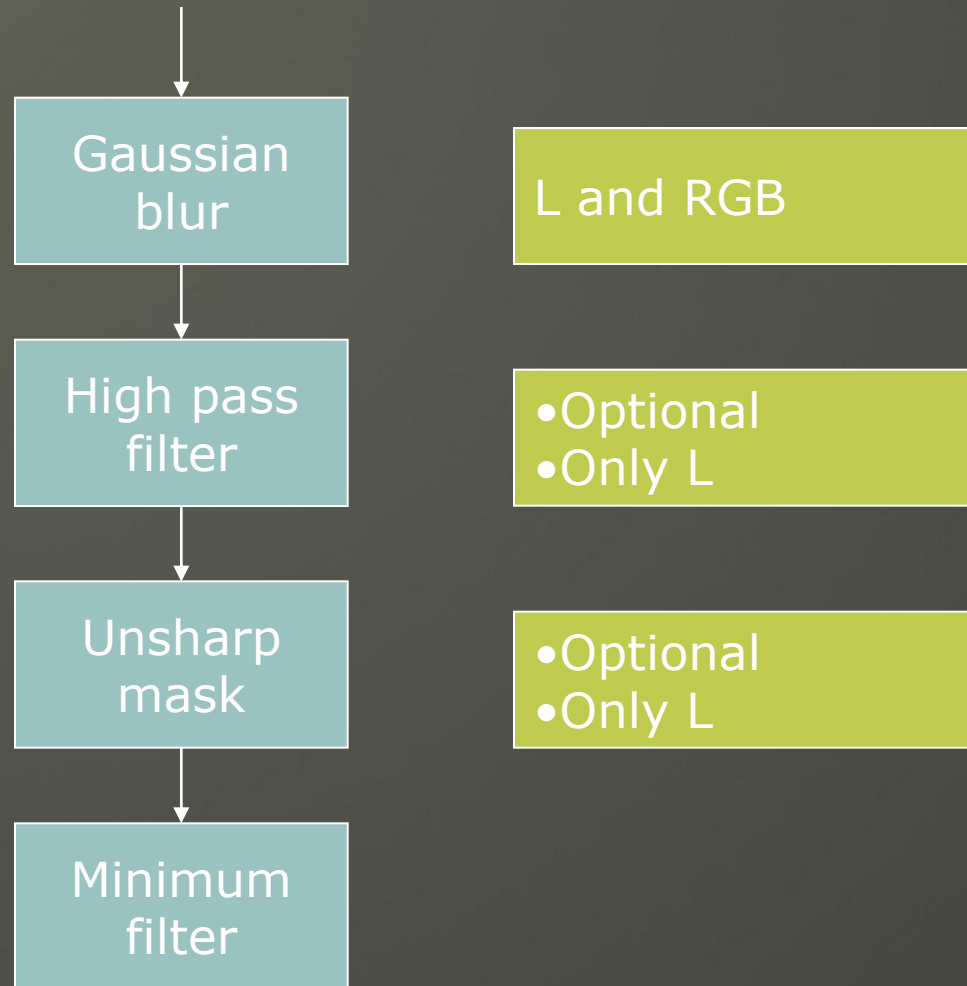 Gaussian
blur
L and RGB
High pass
filter
•Optional
•Only L
Unsharp
mask
•Optional
•Only L
Minimum
filter